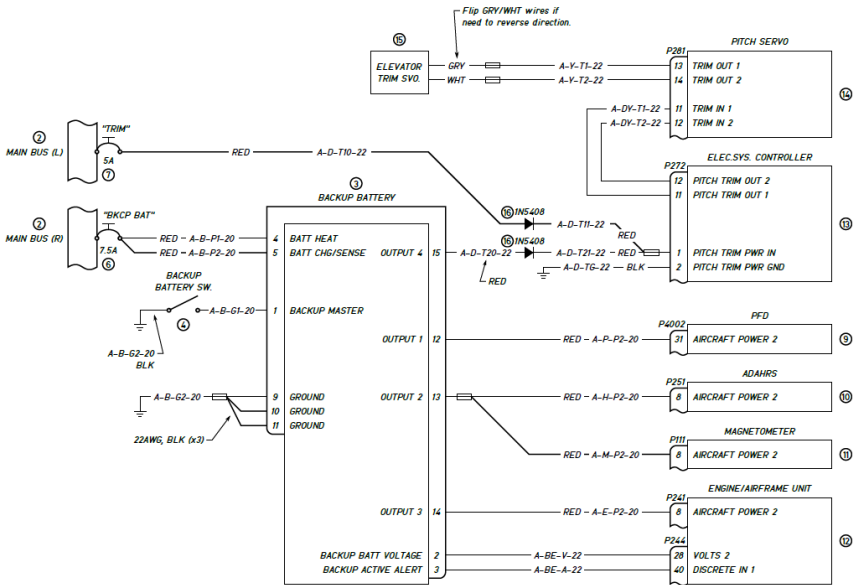 Flip GRY/WHT wires if
need to reverse direction.
15
ELEVATOR
TRIM SVO.
GRY
WHT
A-Y-T1-22
A-Y-T2-22
PITCH SERVO
P281
13 TRIM OUT 1
14 TRIM OUT 2
14
A-DY-T1-22
A-DY-T2-22
11 TRIM IN 1
12 TRIM IN 2
2
MAIN BUS (L)
"TRIM"
5A
7
RED
A-D-T10-22
ELEC.SYS. CONTROLLER
P272
12 PITCH TRIM OUT 2
11 PITCH TRIM OUT 1
13
1 PITCH TRIM PWR IN
2 PITCH TRIM PWR GND
16 1N5408
A-D-T11-22
RED
16 1N5408
A-D-T20-22
A-D-T21-22
RED
A-D-TG-22
BLK
RED
2
MAIN BUS (R)
"BKCP BAT"
7.5A
6
RED
A-B-P1-20
RED
A-B-P2-20
3
BACKUP BATTERY
4 BATT HEAT
5 BATT CHG/SENSE
OUTPUT 4 15
BACKUP
BATTERY SW.
4
A-B-G1-20
1 BACKUP MASTER
A-B-G2-20
BLK
OUTPUT 1 12
RED
A-P-P2-20
PFD
P4002
31 AIRCRAFT POWER 2
9
A-B-G2-20
9 GROUND
10 GROUND
11 GROUND
22AWG, BLK (x3)
OUTPUT 2 13
RED
A-H-P2-20
ADAHRS
P251
8 AIRCRAFT POWER 2
10
RED
A-M-P2-20
MAGNETOMETER
P111
8 AIRCRAFT POWER 2
11
OUTPUT 3 14
RED
A-E-P2-20
ENGINE/AIRFRAME UNIT
P241
8 AIRCRAFT POWER 2
12
P244
BACKUP BATT VOLTAGE 2
A-BE-V-22
28 VOLTS 2
BACKUP ACTIVE ALERT 3
A-BE-A-22
40 DISCRETE IN 1